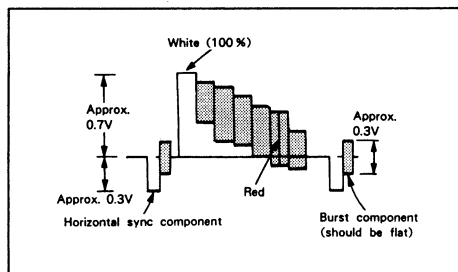 White (100%)
Approx.
0.7V
Approx.
0.3V
Approx. 0.3V
Red
Horizontal sync component
Burst component
(should be flat)